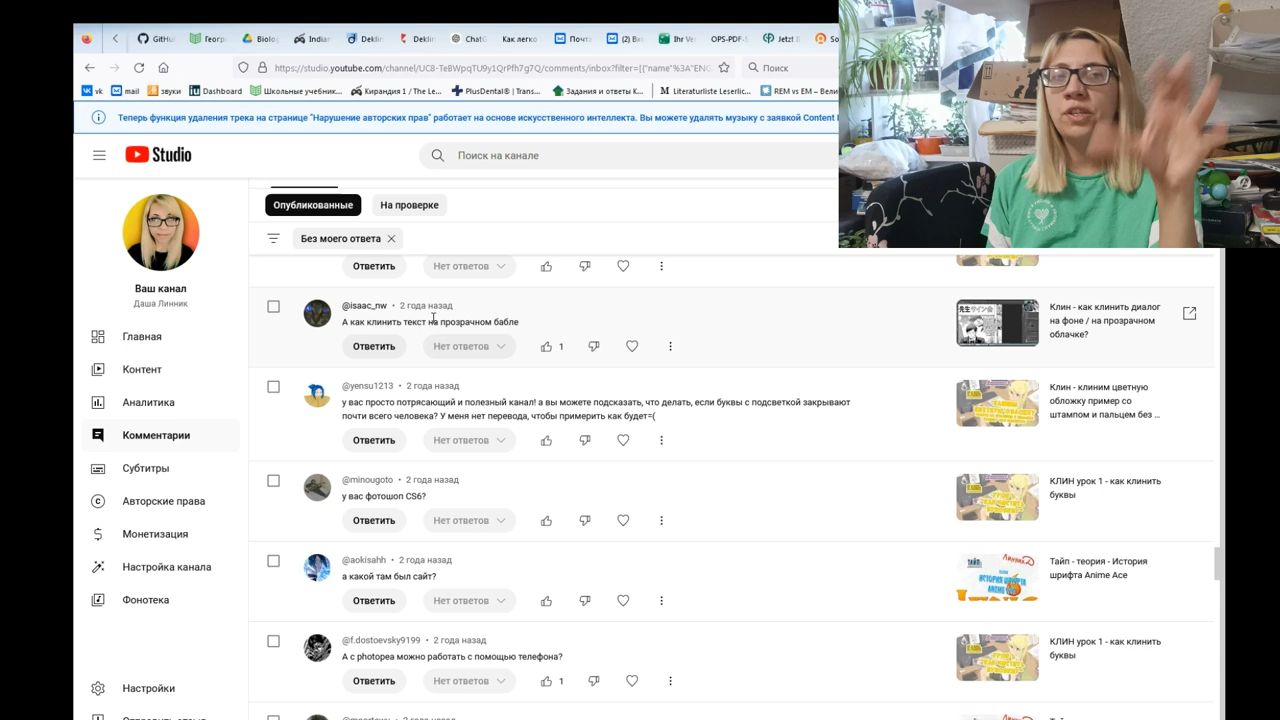 GitHu
Геогр
Биоло
Indian
Deklin
Deklin
ChatG
Как легко
Почта
(2) Вх
Ihr Ve
OPS-PDF-S
Jetzt
So
https://studio.youtube.com/channel/UC8-TeBWpqTU9y1QrPfh7g7Q/comments/inbox?filter=[{"name"%3A"ENG
Поиск
vk
mail
звуки
Dashboard
Школьные учебник...
Кирандия 1 / The Le...
PlusDental® | Trans...
Задания и ответы К...
Literaturliste Leserlic...
REM vs EM — Вели
Теперь функция удаления трека на странице "Нарушение авторских прав" работает на основе искусственного интеллекта. Вы можете удалять музыку с заявкой Content I
Studio
Поиск на канале
Ваш канал
Даша Линник
Главная
Контент
Аналитика
Комментарии
Субтитры
Авторские права
Монетизация
Настройка канала
Фонотека
Настройки
Опубликованные
На проверке
Без моего ответа
Ответить
Нет ответов
@isaac_nw • 2 года назад
А как клинить текст на прозрачном бабле
Ответить
Нет ответов
1
Клин - как клинить диалог
на фоне / на прозрачном
облачке?
@yensu1213 • 2 года назад
у вас просто потрясающий и полезный канал! а вы можете подсказать, что делать, если буквы с подсветкой закрывают
почти всего человека? У меня нет перевода, чтобы примерить как будет=(
Ответить
Нет ответов
Клин - клиним цветную
обложку пример со
штампом и пальцем без ...
@minougoto • 2 года назад
у вас фотошоп CS6?
Ответить
Нет ответов
КЛИН урок 1 - как клинить
буквы
@aokisahh • 2 года назад
а какой там был сайт?
Ответить
Нет ответов
ТАЙП
ИСТОРИЯ ШРИФТА
ANIME ACE
Тайп - теория - История
шрифта Anime Ace
@f.dostoevsky9199 • 2 года назад
А с photopea можно работать с помощью телефона?
Ответить
Нет ответов
1
КЛИН урок 1 - как клинить
буквы